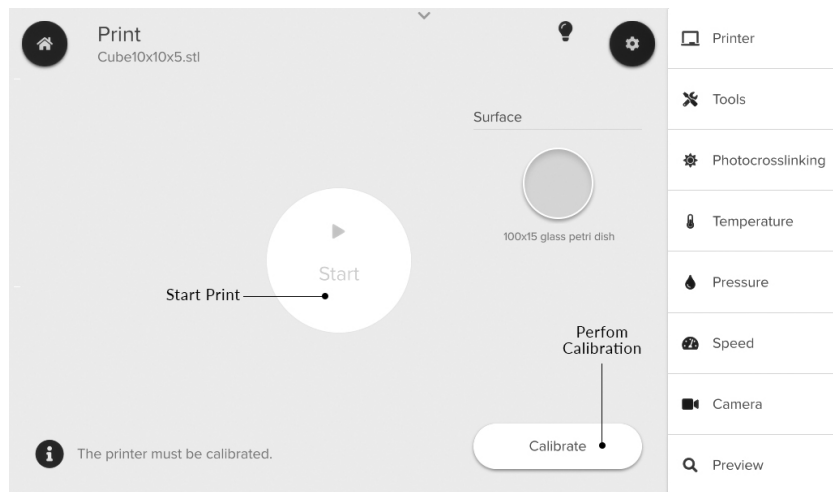 Print
Cube10x10x5.stl
Surface
100x15 glass petri dish
Start
Start Print
Perfom
Calibration
Calibrate
The printer must be calibrated.
Printer
Tools
Photocrosslinking
Temperature
Pressure
Speed
Camera
Preview